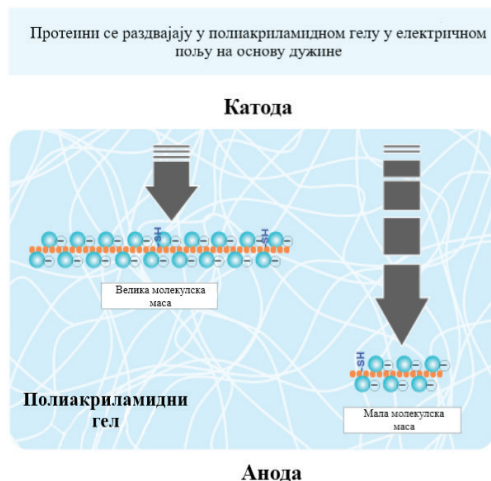 Протеини се раздвајају у полиакриламидном гелу у електричном
пољу на основу дужине
Катода
-SH
-SH
Велика молекулска
маса
-SH
Полиакриламидни
гел
Мала молекулска
маса
Анода